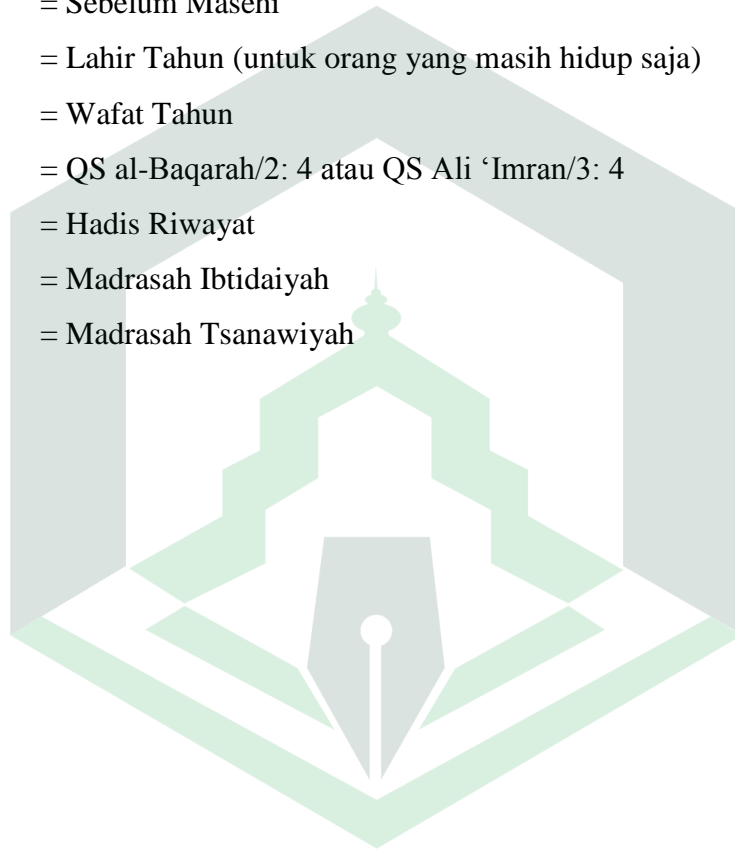 = Sebelum Masehi
= Lahir Tahun (untuk orang yang masih hidup saja)
= Wafat Tahun
= QS al-Baqarah/2: 4 atau QS Ali ‘Imran/3: 4
= Hadis Riwayat
= Madrasah Ibtidaiyah
= Madrasah Tsanawiyah